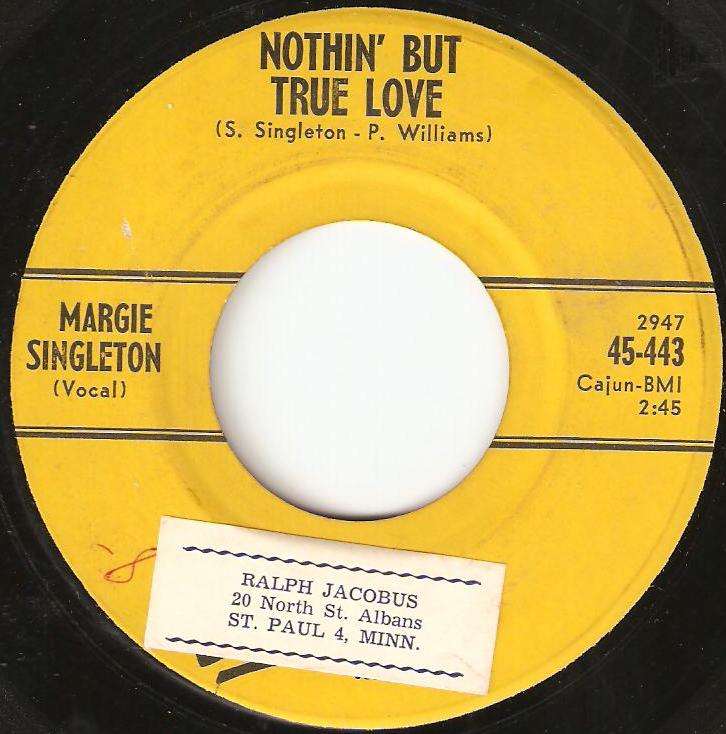 NOTHIN' BUT
TRUE LOVE
(S. Singleton - P. Williams)
MARGIE
SINGLETON
(Vocal)
2947
45-443
Cajun-BMI
2:45
RALPH JACOBUS
20 North St. Albans
ST. PAUL 4, MINN.